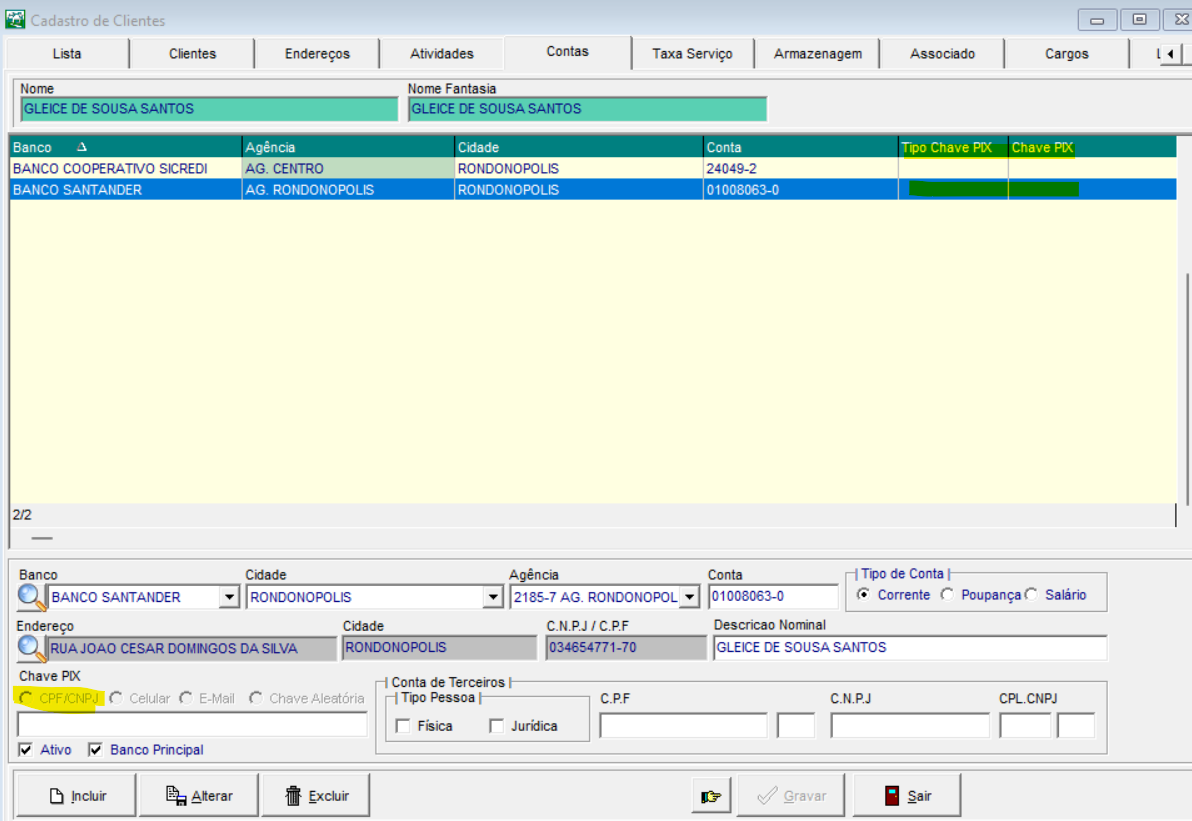 Cadastro de Clientes
Lista Clientes Endereços Atividades Contas Taxa Serviço Armazenagem Associado Cargos
Nome Nome Fantasia
GLEICE DE SOUSA SANTOS GLEICE DE SOUSA SANTOS
Banco Agência Cidade Conta Tipo Chave PIX Chave PIX
BANCO COOPERATIVO SICREDI AG. CENTRO RONDONOPOLIS 24049-2
BANCO SANTANDER AG. RONDONOPOLIS RONDONOPOLIS 01008063-0
2/2
Banco Cidade Agência Conta Tipo de Conta
BANCO SANTANDER RONDONOPOLIS 2185-7 AG. RONDONOPOL 01008063-0 Corrente Poupança Salário
Endereço Cidade C.N.P.J / C.P.F Descricao Nominal
RUA JOAO CESAR DOMINGOS DA SILVA RONDONOPOLIS 034654771-70 GLEICE DE SOUSA SANTOS
Chave PIX Conta de Terceiros
CPF/CNPJ Celular E-Mail Chave Aleatória Tipo Pessoa C.P.F C.N.P.J CPL.CNPJ
Física Jurídica
Ativo Banco Principal
Incluir Alterar Excluir Gravar Sair